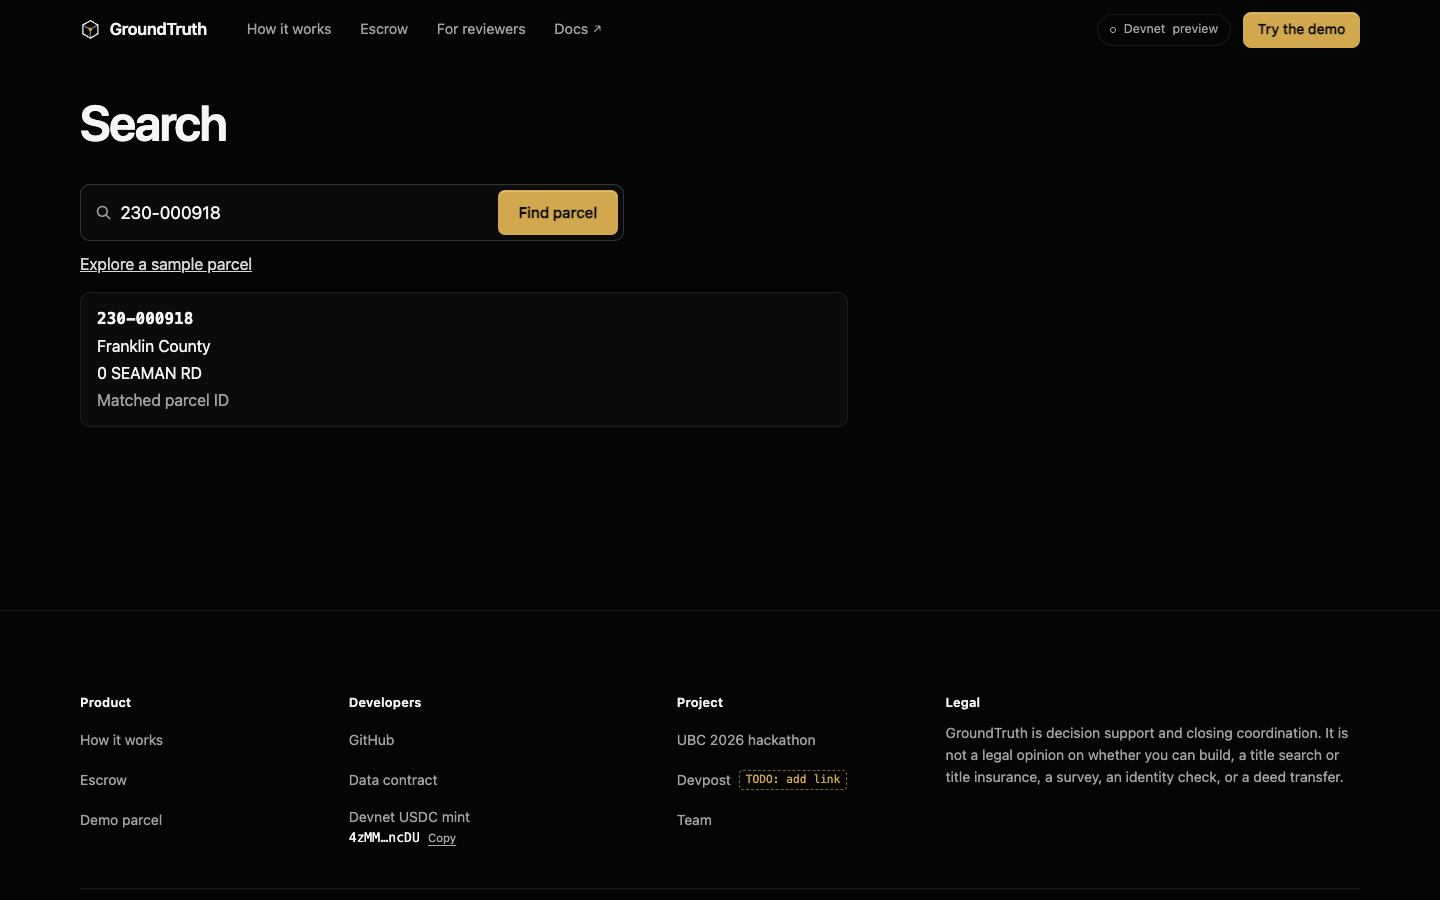 GroundTruth
How it works
Escrow
For reviewers
Docs ↗
Devnet preview
Try the demo
Search
230-000918
Find parcel
Explore a sample parcel
230-000918
Franklin County
0 SEAMAN RD
Matched parcel ID
Product
How it works
Escrow
Demo parcel
Developers
GitHub
Data contract
Devnet USDC mint
4zMM…ncDU Copy
Project
UBC 2026 hackathon
Devpost TODO: add link
Team
Legal
GroundTruth is decision support and closing coordination. It is
not a legal opinion on whether you can build, a title search or
title insurance, a survey, an identity check, or a deed transfer.